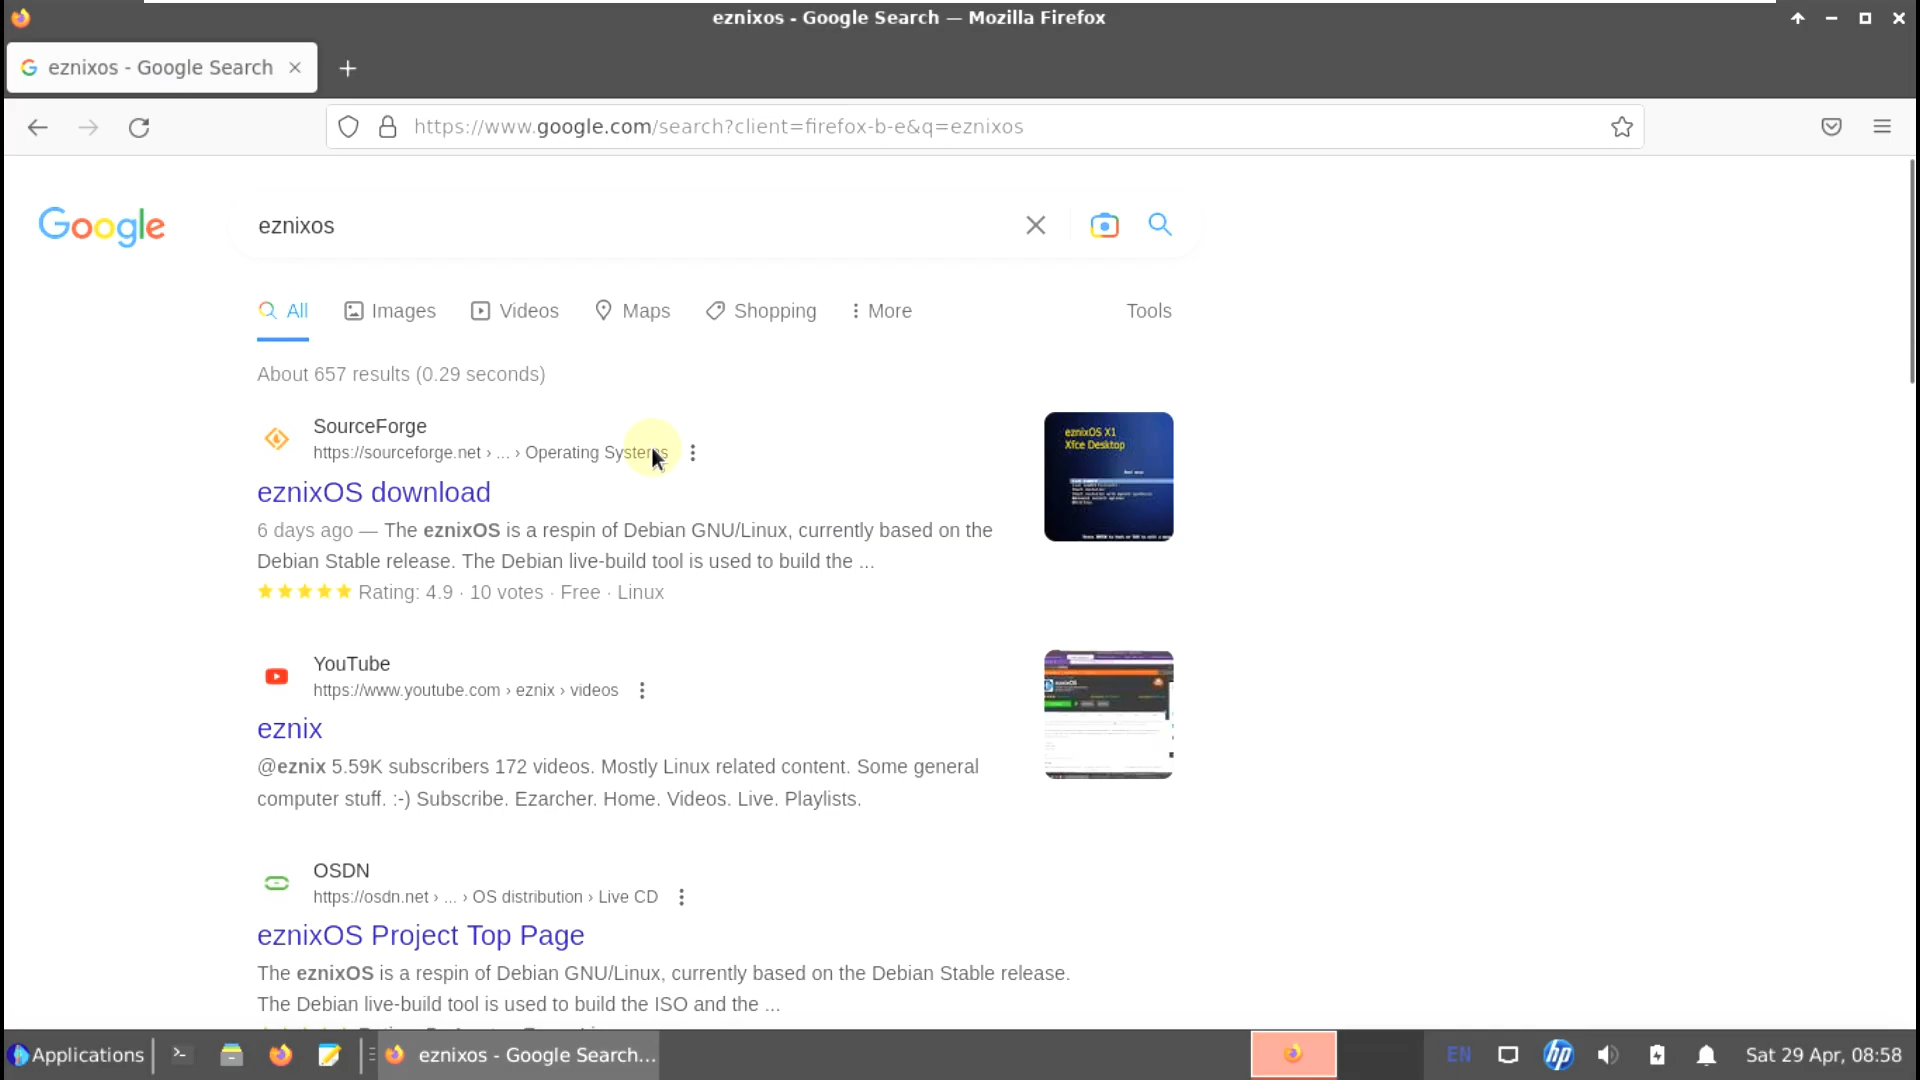 eznixos - Google Search — Mozilla Firefox
eznixos - Google Search
https://www.google.com/search?client=firefox-b-e&q=eznixos
Google
eznixos
All
Images
Videos
Maps
Shopping
More
Tools
About 657 results (0.29 seconds)
SourceForge
https://sourceforge.net › ... › Operating Systems
eznixOS download
6 days ago — The eznixOS is a respin of Debian GNU/Linux, currently based on the
Debian Stable release. The Debian live-build tool is used to build the ...
Rating: 4.9 · 10 votes · Free · Linux
eznixOS X1
Xfce Desktop
YouTube
https://www.youtube.com › eznix › videos
eznix
@eznix 5.59K subscribers 172 videos. Mostly Linux related content. Some general
computer stuff. :-) Subscribe. Ezarcher. Home. Videos. Live. Playlists.
OSDN
https://osdn.net › ... › OS distribution › Live CD
eznixOS Project Top Page
The eznixOS is a respin of Debian GNU/Linux, currently based on the Debian Stable release.
The Debian live-build tool is used to build the ISO and the ...
Applications
eznixos - Google Search...
EN
hp
Sat 29 Apr, 08:58